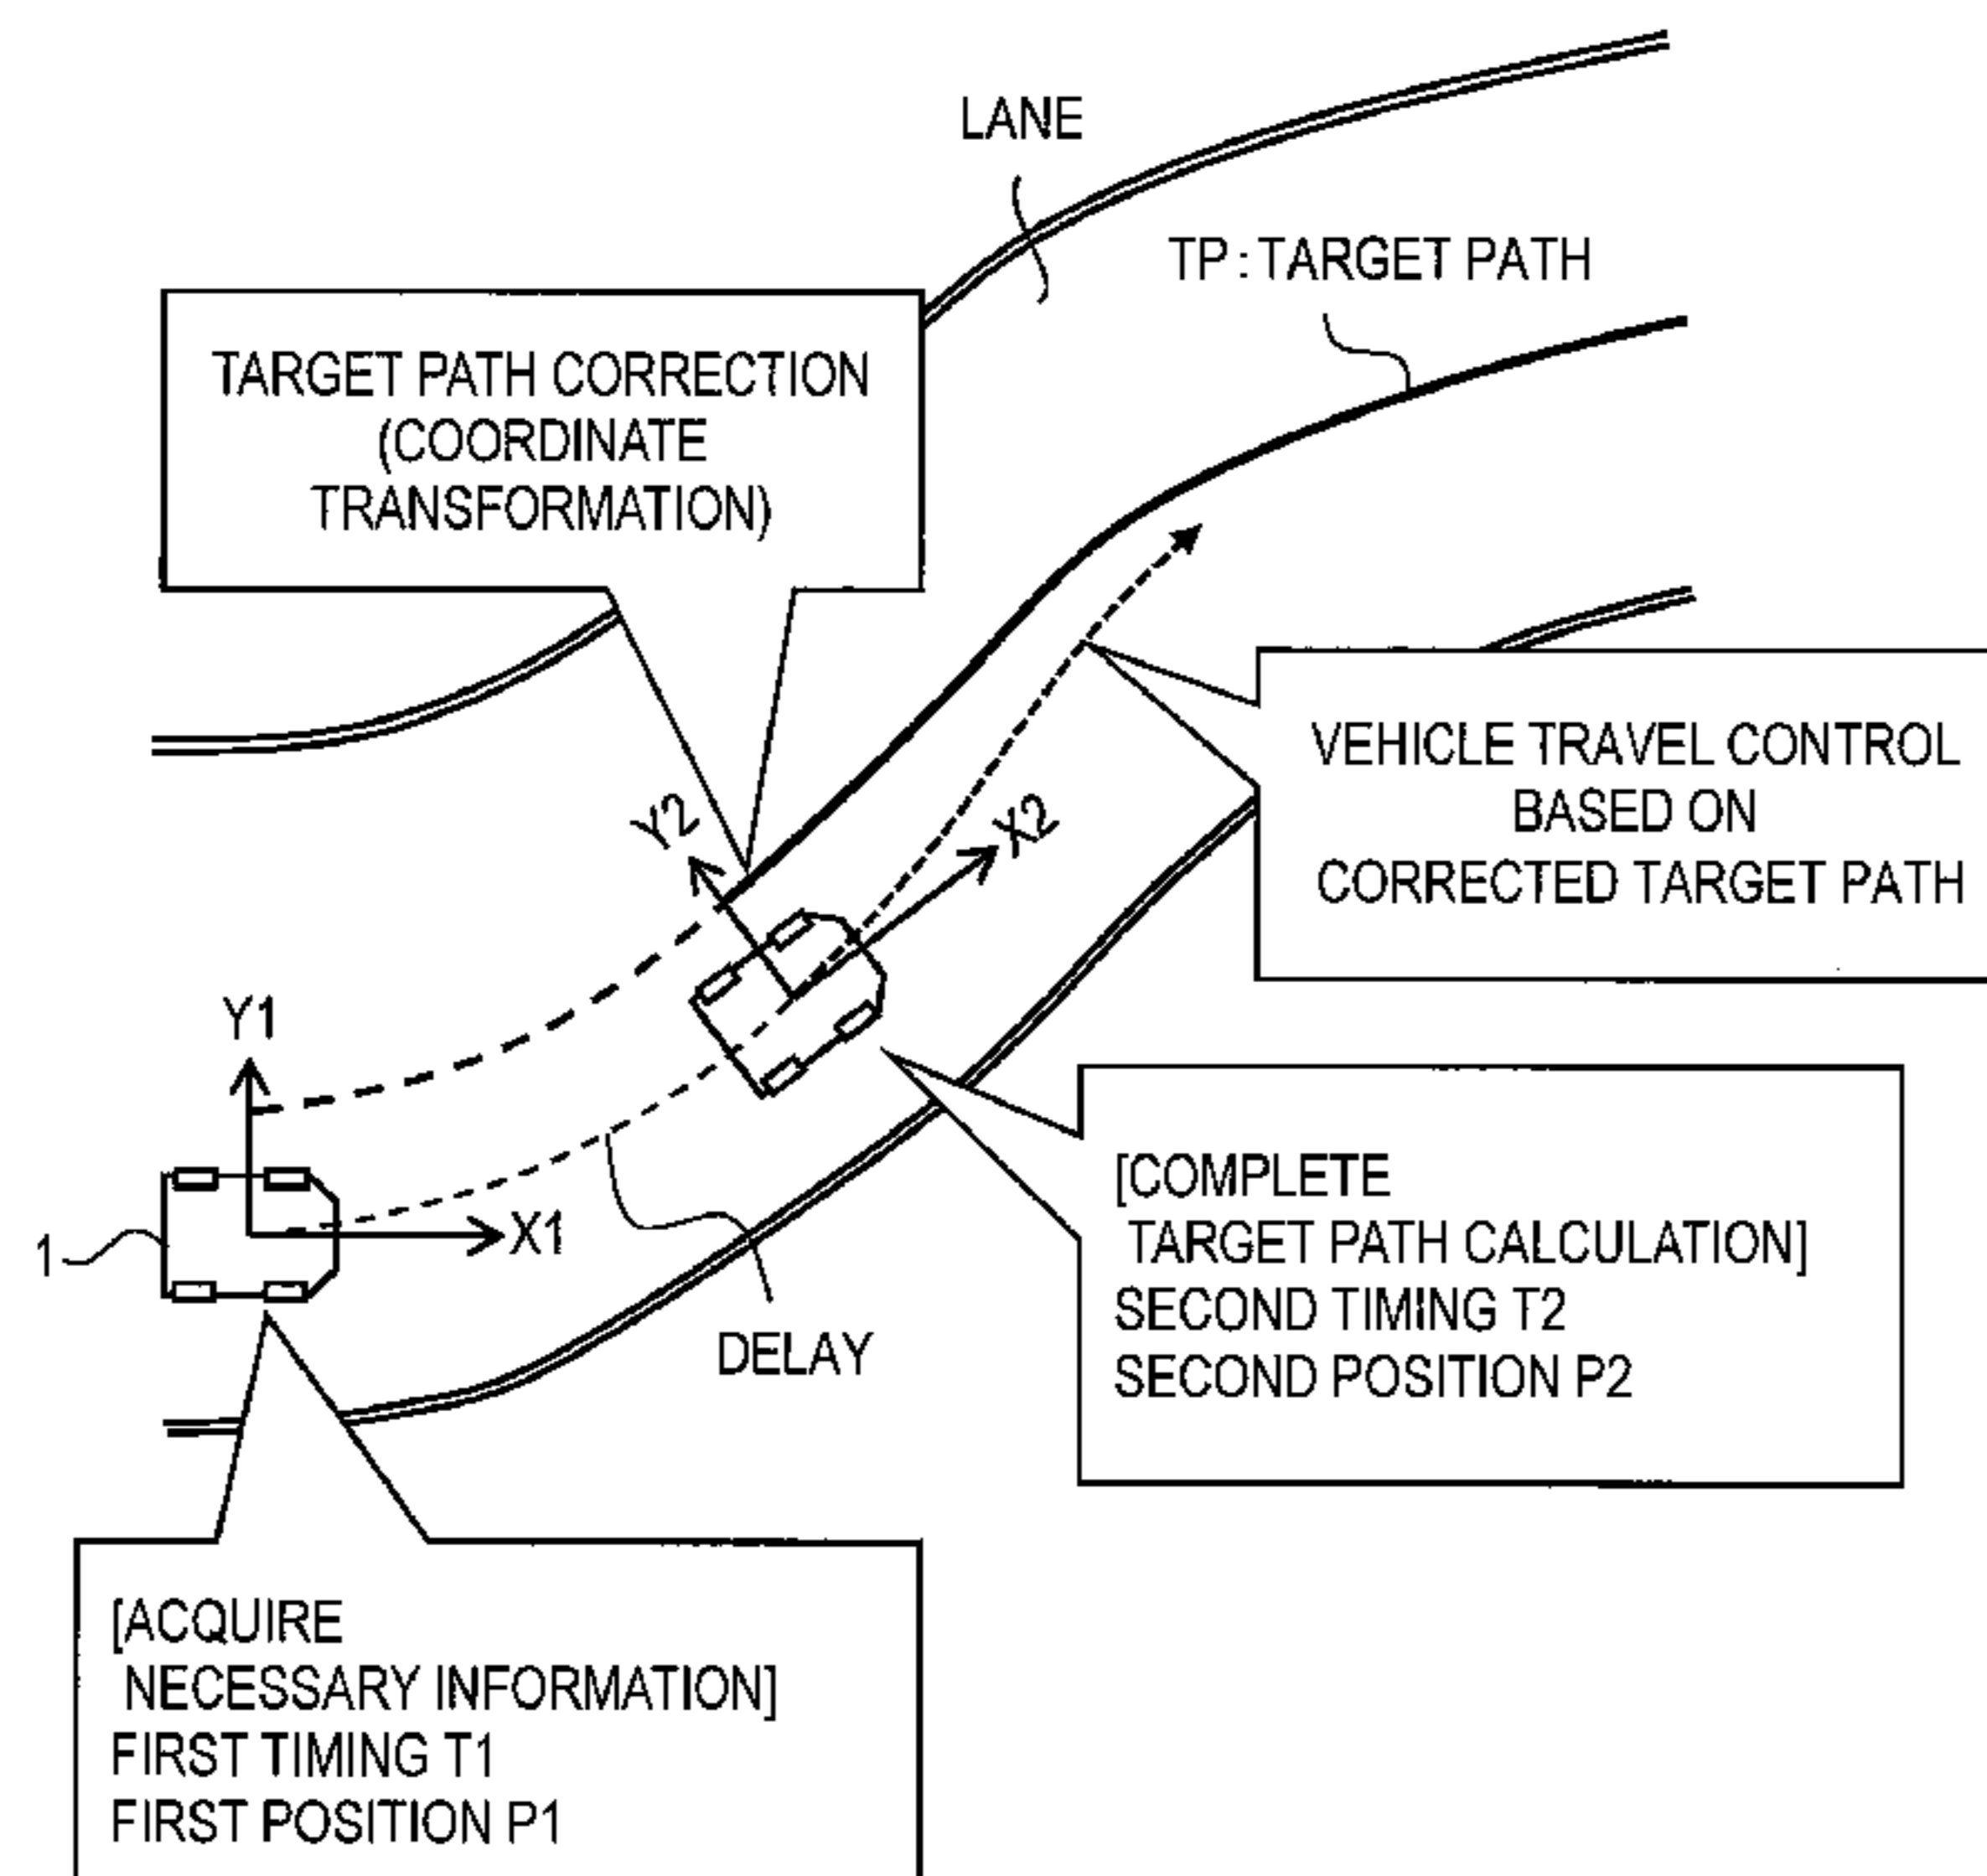 LANE
TP : TARGET PATH
TARGET PATH CORRECTION
(COORDINATE
TRANSFORMATION)
VEHICLE TRAVEL CONTROL
BASED ON
CORRECTED TARGET PATH
Y2
X2
Y1
X1
1
DELAY
[COMPLETE
TARGET PATH CALCULATION]
SECOND TIMING T2
SECOND POSITION P2
[ACQUIRE
NECESSARY INFORMATION]
FIRST TIMING T1
FIRST POSITION P1